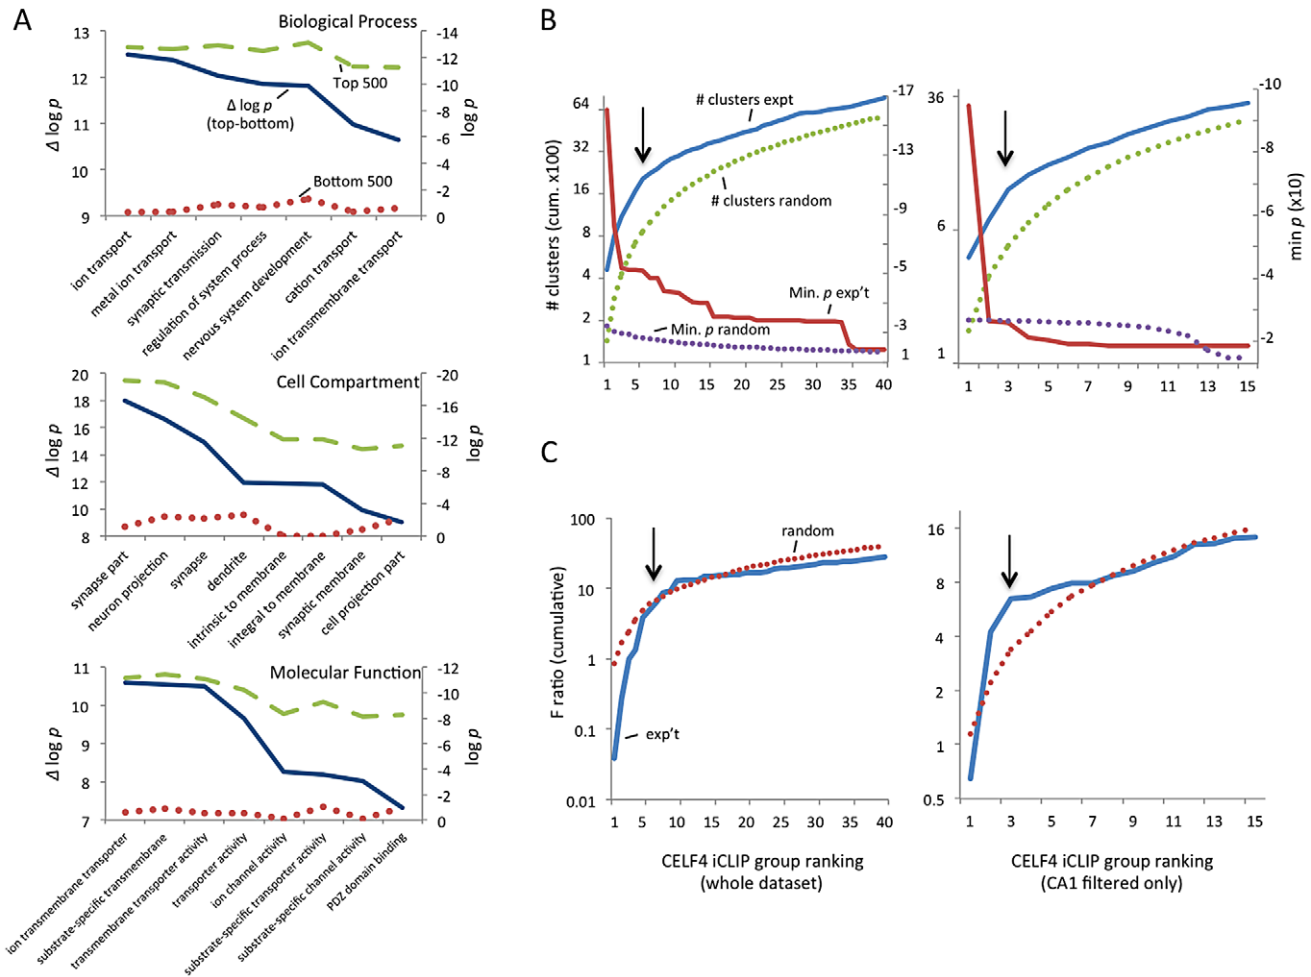 A
Biological Process
13
12
11
10
9
Δ log p
-14
-12
-10
-8
-6
-4
-2
0
log p
Top 500
Δ log p
(top-bottom)
Bottom 500
ion transport
metal ion transport
synaptic transmission
regulation of system process
nervous system development
cation transport
ion transmembrane transport
Cell Compartment
20
18
16
14
12
10
8
Δ log p
-20
-16
-12
-8
-4
0
log p
synapse part
neuron projection
synapse
dendrite
intrinsic to membrane
integral to membrane
synaptic membrane
cell projection part
Molecular Function
11
10
9
8
7
Δ log p
-12
-10
-8
-6
-4
-2
0
log p
ion transmembrane transporter
substrate-specific transmembrane
transmembrane transporter activity
transporter activity
ion channel activity
substrate-specific transporter activity
substrate-specific channel activity
PDZ domain binding
B
# clusters (cum. x100)
64
32
16
8
4
2
1
-17
-13
-9
-5
-3
1
# clusters expt
# clusters random
Min. p exp't
Min. p random
1 5 10 15 20 25 30 35 40
36
6
1
-10
-8
-6
-4
-2
min p (x10)
1 3 5 7 9 11 13 15
C
F ratio (cumulative)
100
10
1
0.1
0.01
random
exp't
1 5 10 15 20 25 30 35 40
CELF4 iCLIP group ranking
(whole dataset)
16
8
4
2
1
0.5
1 3 5 7 9 11 13 15
CELF4 iCLIP group ranking
(CA1 filtered only)